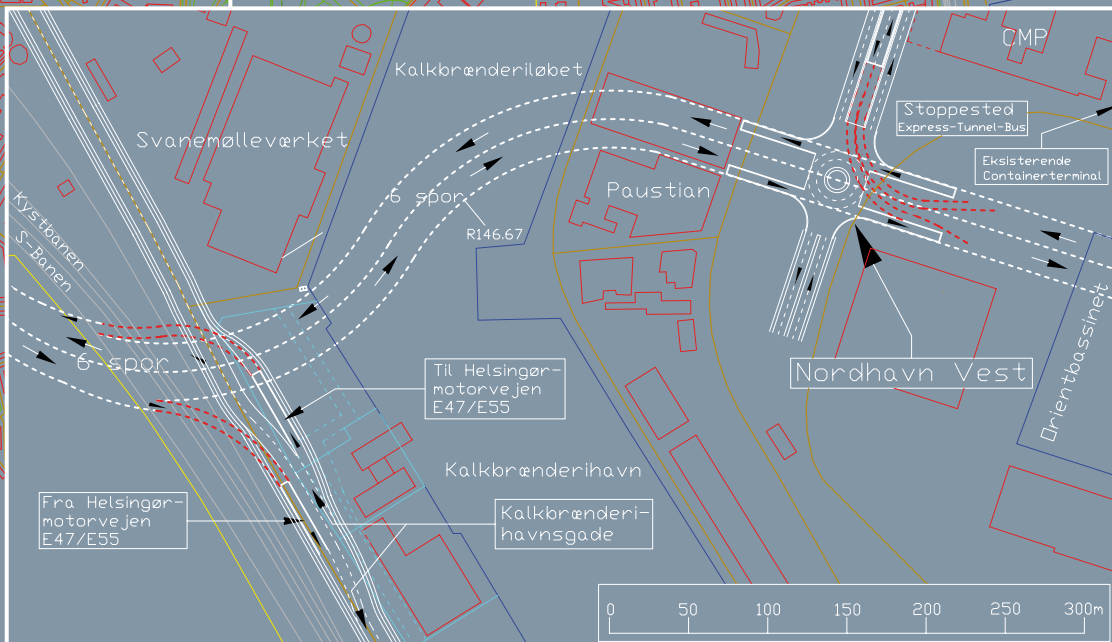 CMP
Kalkbrænderiløbet
Stoppested
Express-Tunnel-Bus
Svanemølleværket
Eksisterende
Containerterminal
6 spor
Paustian
Kystbanen
S-Banen
R146.67
Orientbassinet
6 spor
Til Helsingør-
motorvejen
E47/E55
Nordhavn Vest
Kalkbrænderihavn
Fra Helsingør-
motorvejen
E47/E55
Kalkbrænderi-
havnsgade
0 50 100 150 200 250 300m